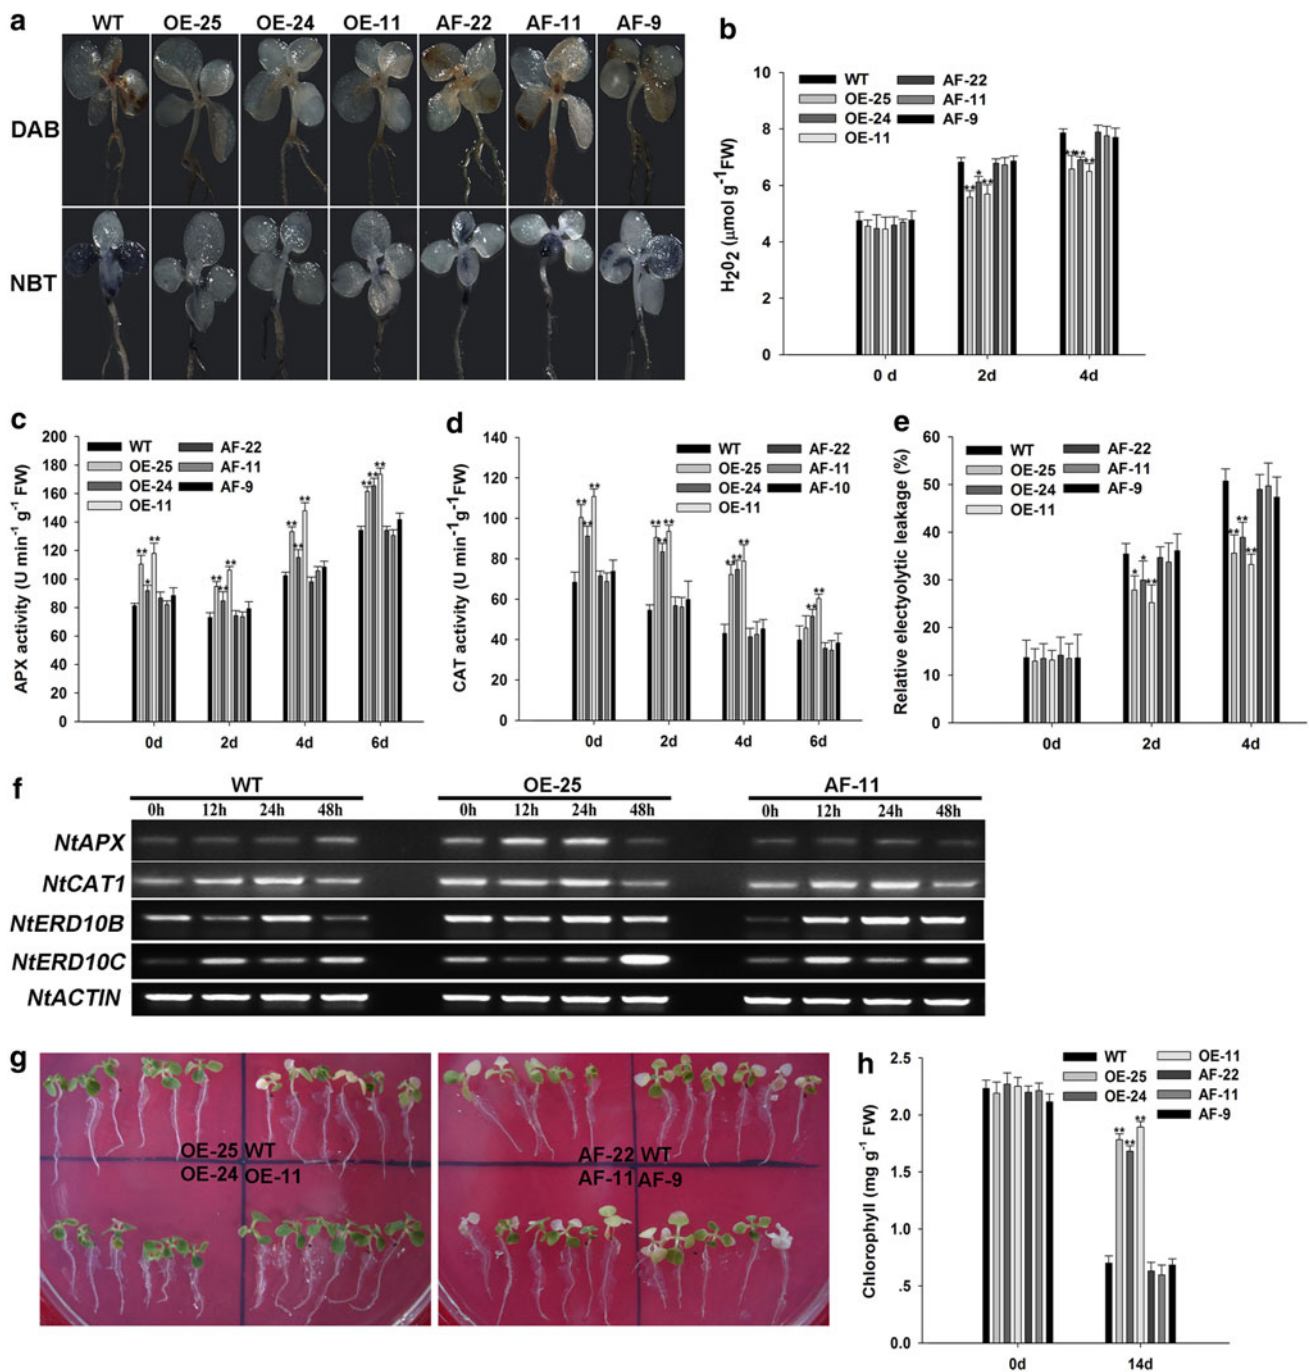 a
WT OE-25 OE-24 OE-11 AF-22 AF-11 AF-9
DAB
NBT
b
H2O2 (μmol g-1FW)
10
8
6
4
2
0
WT
OE-25
OE-24
OE-11
AF-22
AF-11
AF-9
** * **
** ** **
0 d 2d 4d
c
APX activity (U min-1 g-1 FW)
200
180
160
140
120
100
80
60
40
20
0
WT
OE-25
OE-24
OE-11
AF-22
AF-11
AF-9
** * **
** ** **
** ** **
** ** **
0d 2d 4d 6d
d
CAT activity (U min-1g-1FW)
140
120
100
80
60
40
20
0
WT
OE-25
OE-24
OE-11
AF-22
AF-11
AF-10
** ** **
** ** **
** ** **
** **
0d 2d 4d 6d
e
Relative electyolytic leakage (%)
60
50
40
30
20
10
0
WT
OE-25
OE-24
OE-11
AF-22
AF-11
AF-9
* * **
** ** **
0d 2d 4d
f
WT OE-25 AF-11
0h 12h 24h 48h 0h 12h 24h 48h 0h 12h 24h 48h
NtAPX
NtCAT1
NtERD10B
NtERD10C
NtACTIN
g
OE-25 WT
OE-24 OE-11
AF-22 WT
AF-11 AF-9
h
Chlorophyll (mg g-1 FW)
2.5
2.0
1.5
1.0
.5
0.0
WT
OE-25
OE-24
OE-11
AF-22
AF-11
AF-9
** ** **
0d 14d